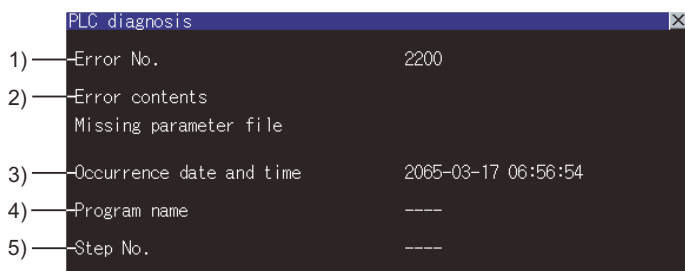 PLC diagnosis
1) Error No. 2200
2) Error contents
Missing parameter file
3) Occurrence date and time 2065-03-17 06:56:54
4) Program name ----
5) Step No. ----